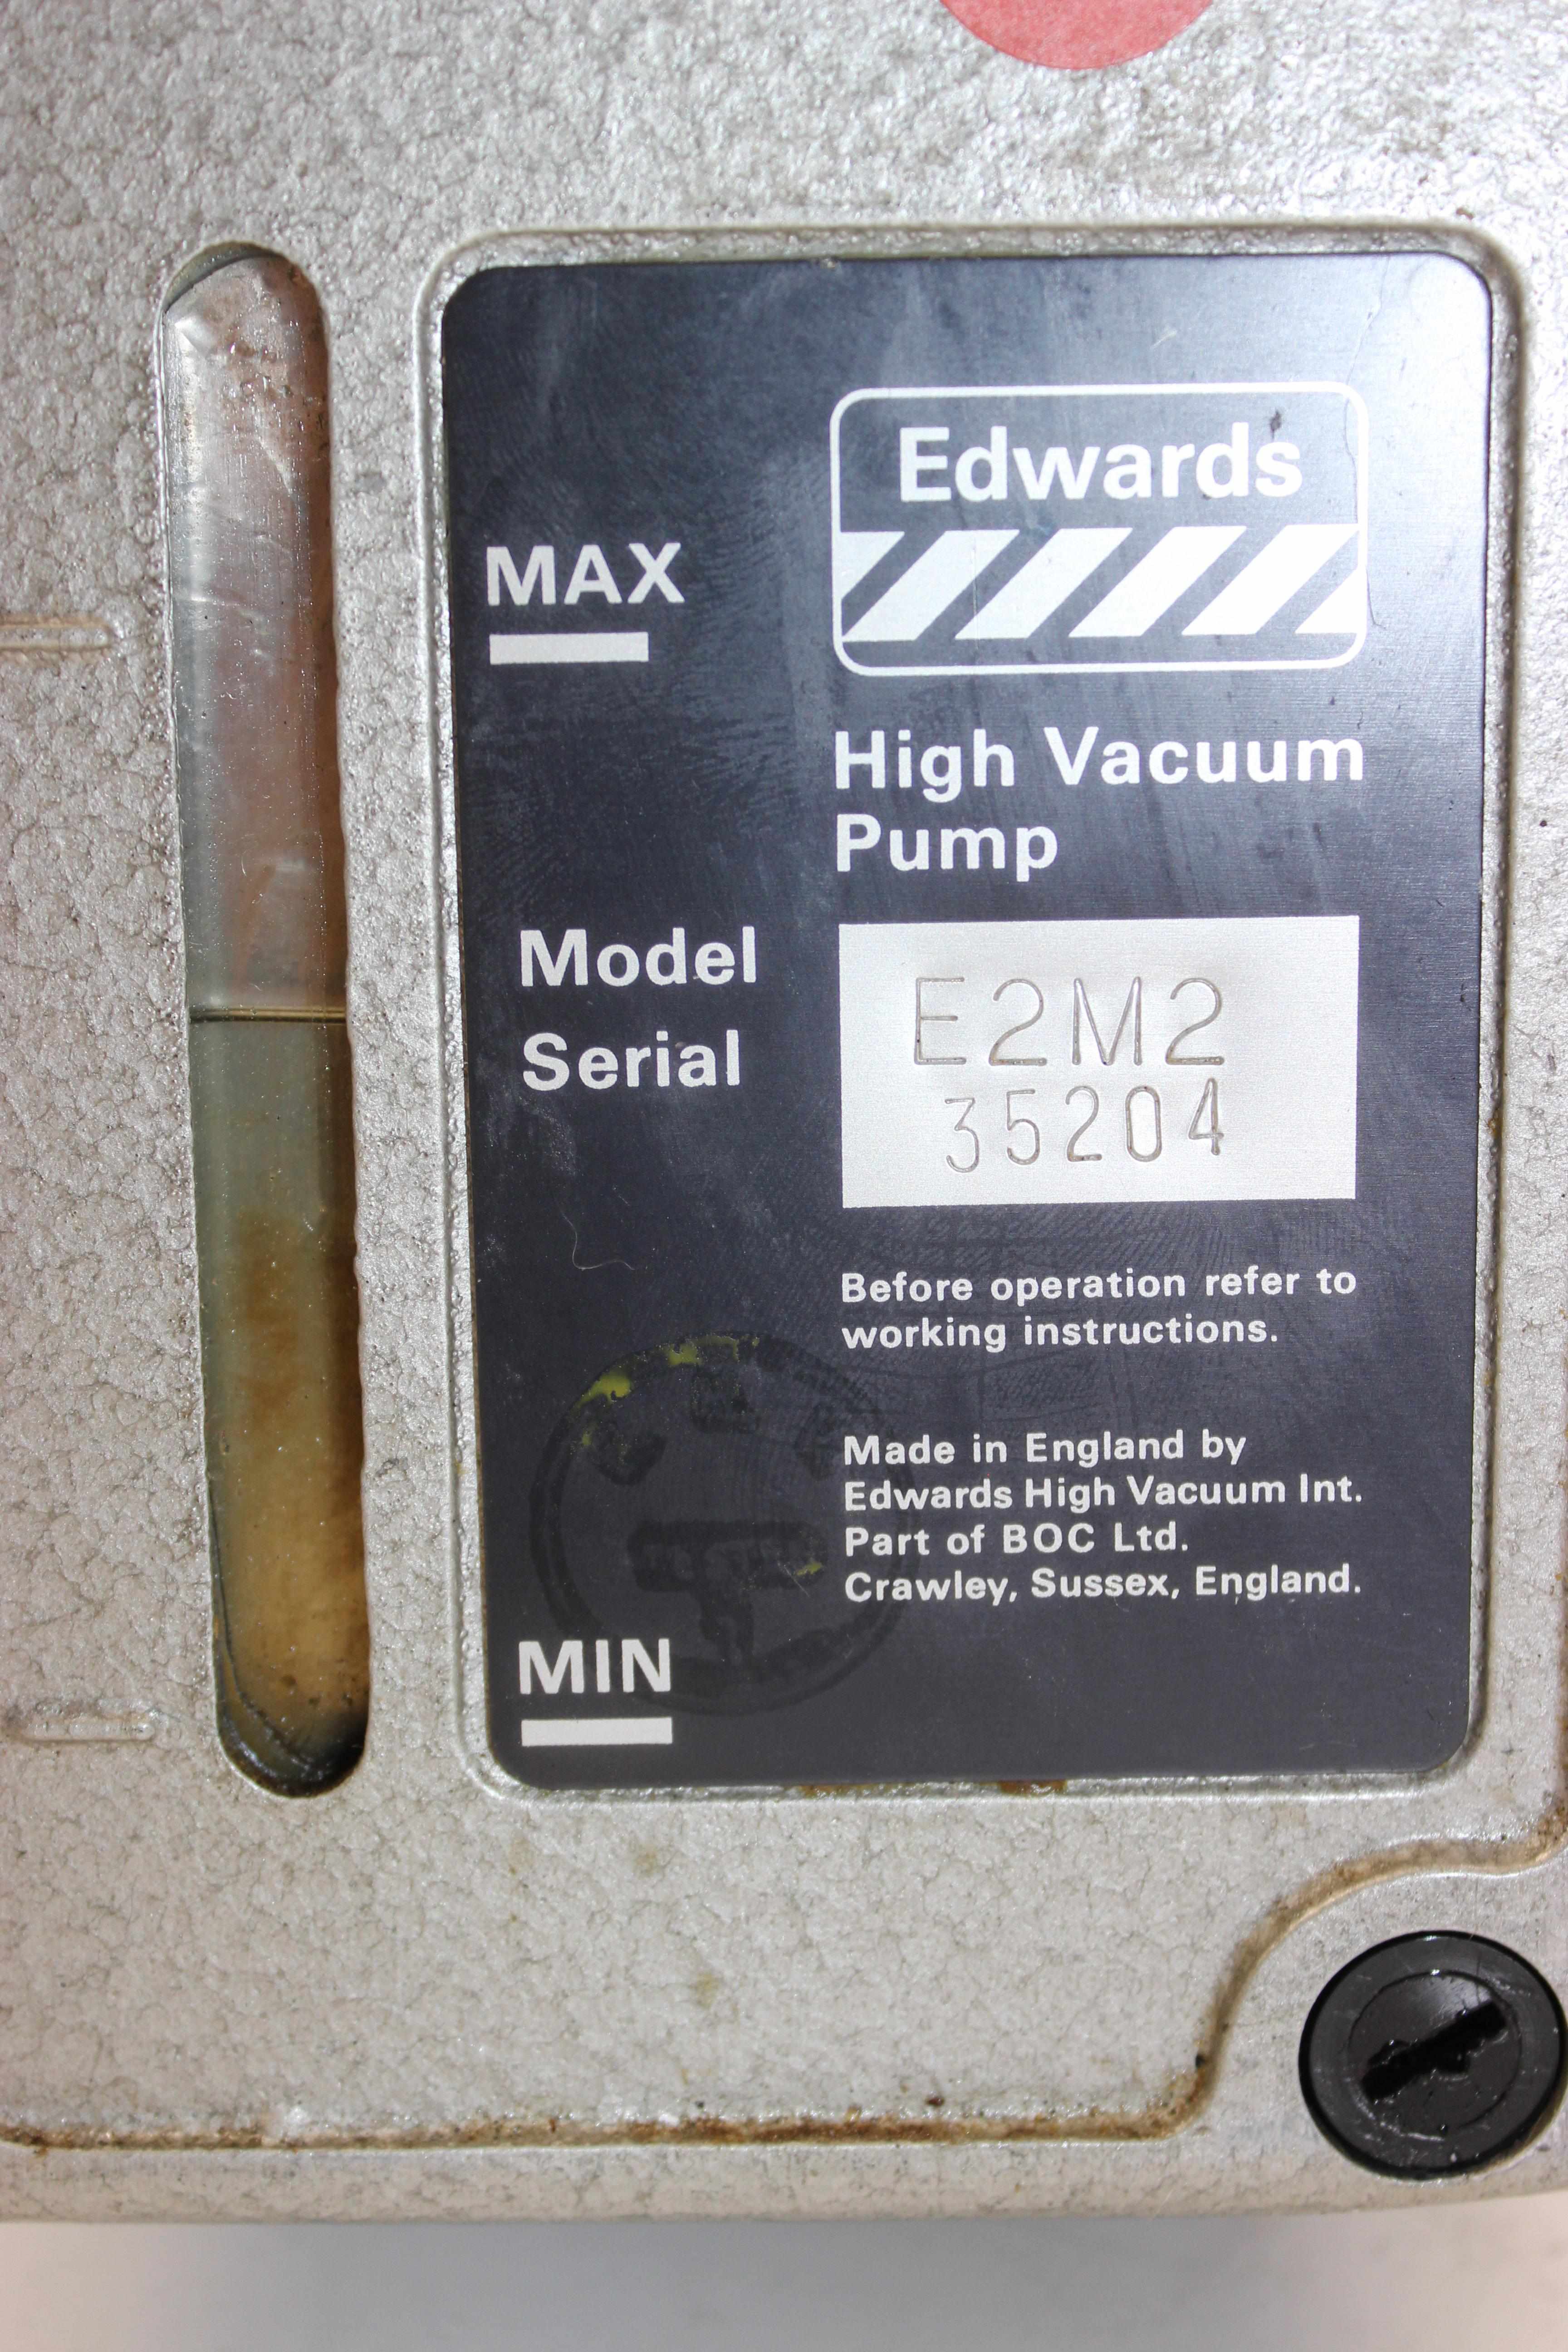 Edwards
MAX
High Vacuum
Pump
Model E2M2
Serial 35204
Before operation refer to
working instructions.
Made in England by
Edwards High Vacuum Int.
Part of BOC Ltd.
Crawley, Sussex, England.
MIN